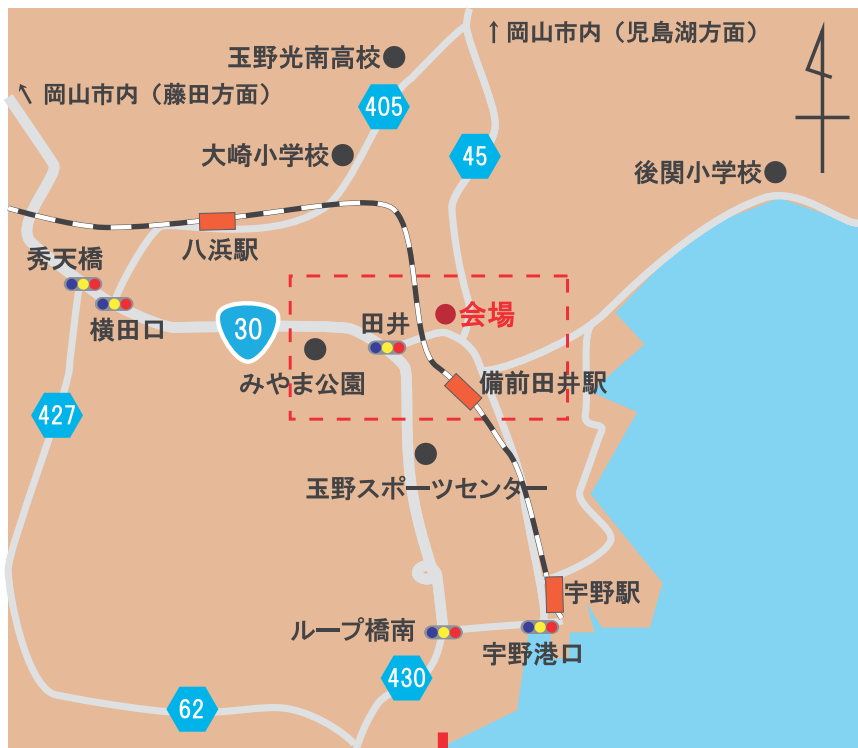 ↑岡山市内（児島湖方面）
玉野光南高校
↖岡山市内（藤田方面）
405
大崎小学校
45
後関小学校
八浜駅
秀天橋
横田口
30
田井
会場
みやま公園
備前田井駅
427
玉野スポーツセンター
宇野駅
ループ橋南
宇野港口
430
62